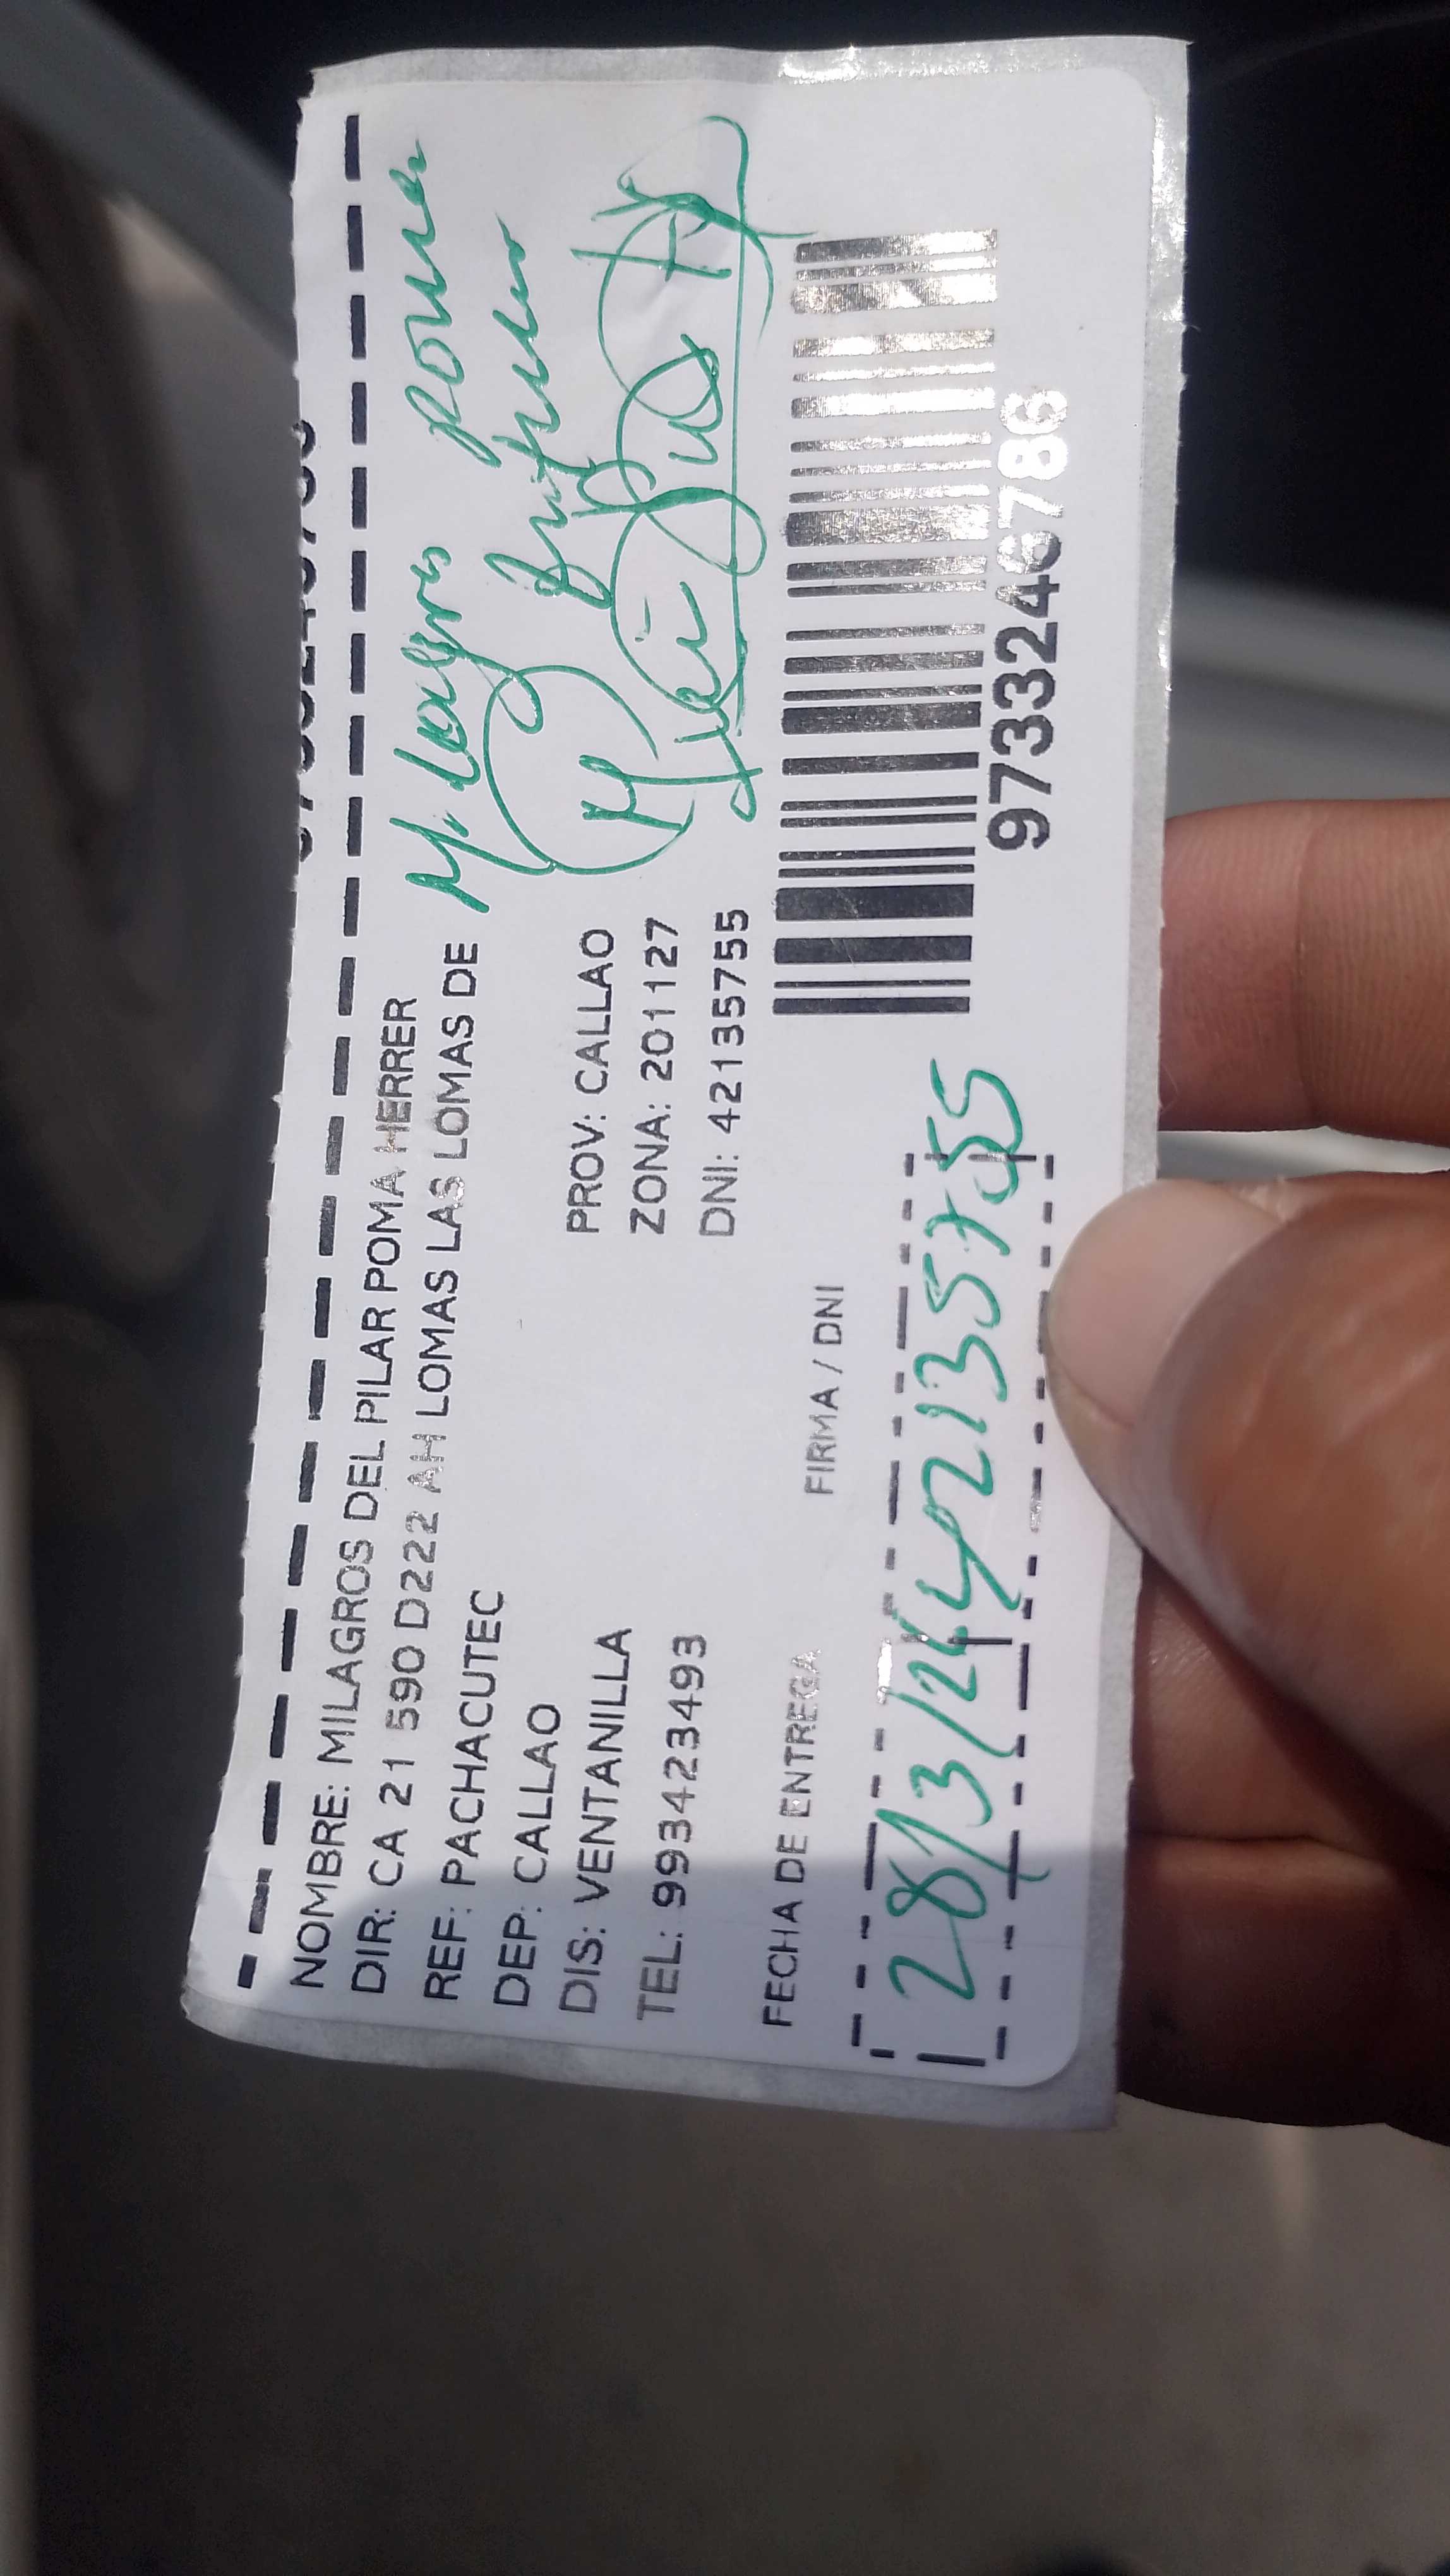 NOMBRE: MILAGROS DEL PILAR POMA HERRER
DIR: CA 21 590 D222 AH LOMAS LAS LOMAS DE
REF: PACHACUTEC
DEP: CALLAO
PROV: CALLAO
DIS: VENTANILLA
ZONA: 201127
TEL: 993423493
DNI: 42135755
Milagros Poma
FECHA DE ENTREGA
FIRMA / DNI
28/3/24
42135755
9733246786